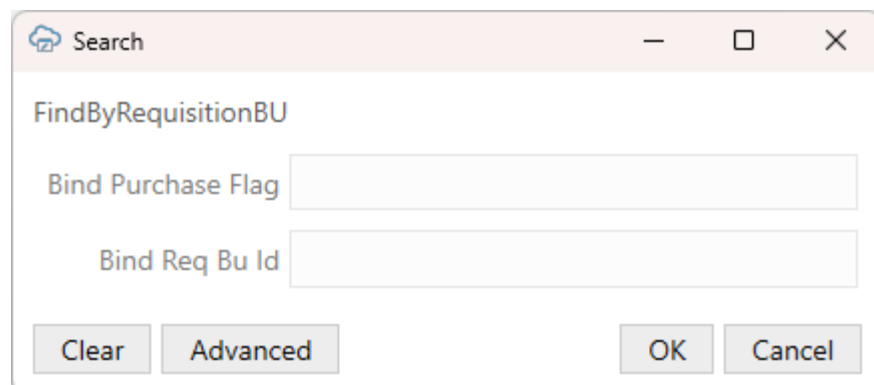 Search
FindByRequisitionBU
Bind Purchase Flag
Bind Req Bu Id
Clear Advanced OK Cancel